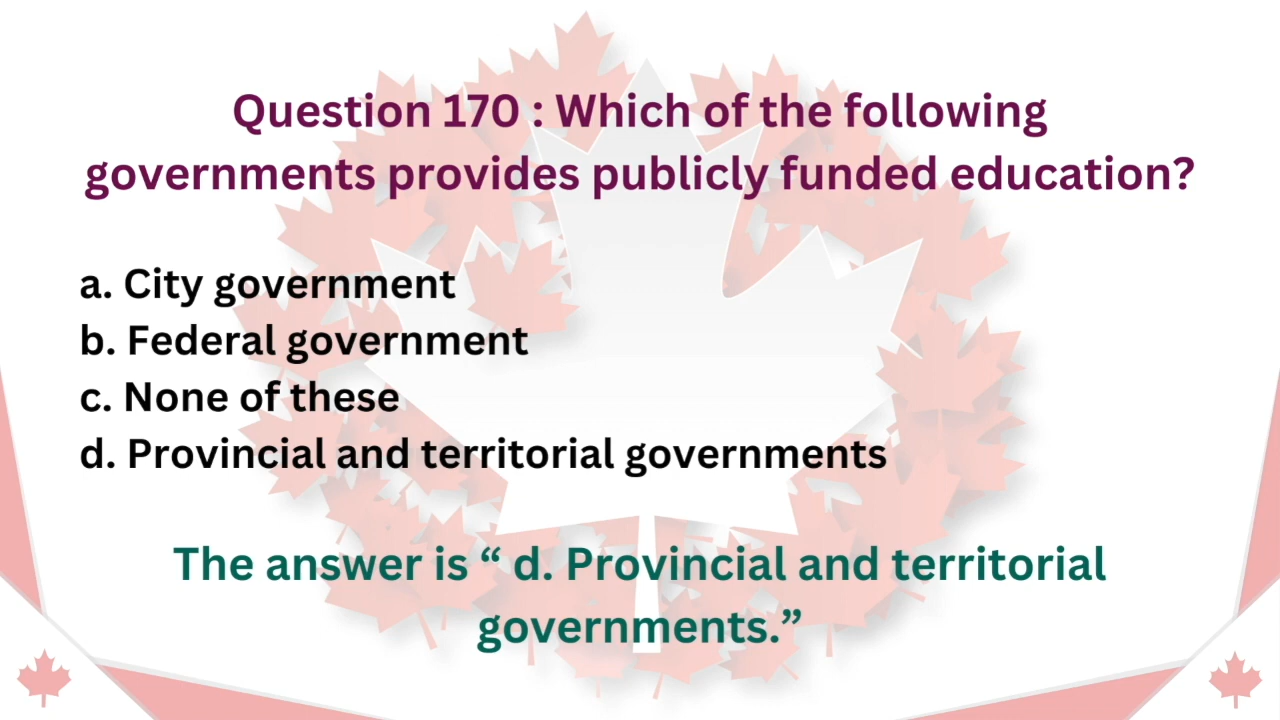 Question 170 : Which of the following
governments provides publicly funded education?
a. City government
b. Federal government
c. None of these
d. Provincial and territorial governments
The answer is “ d. Provincial and territorial
governments.”